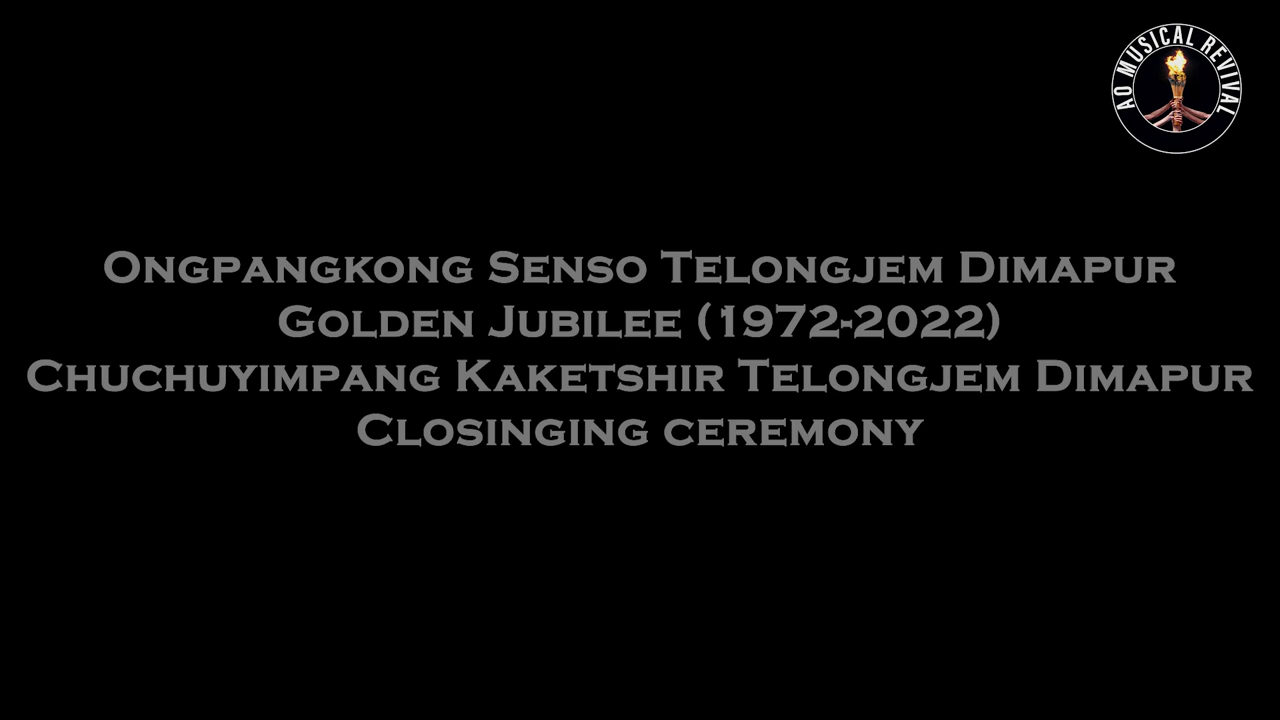 AO MUSICAL REVIVAL
Ongpangkong Senso Telongjem Dimapur
Golden Jubilee (1972-2022)
Chuchuyimpang Kaketshir Telongjem Dimapur
Closinging ceremony